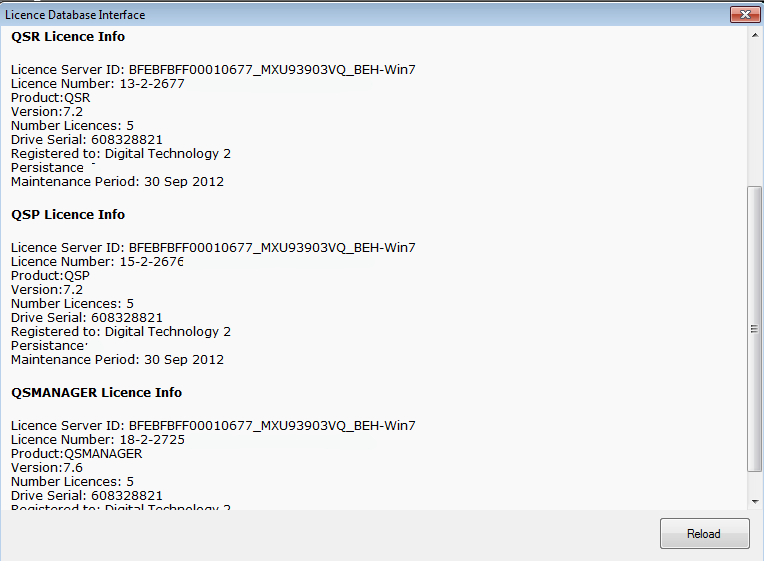 Licence Database Interface
QSR Licence Info
Licence Server ID: BFEBFBFF00010677_MXU93903VQ_BEH-Win7
Licence Number: 13-2-2677
Product:QSR
Version:7.2
Number Licences: 5
Drive Serial: 608328821
Registered to: Digital Technology 2
Persistance
Maintenance Period: 30 Sep 2012
QSP Licence Info
Licence Server ID: BFEBFBFF00010677_MXU93903VQ_BEH-Win7
Licence Number: 15-2-2676
Product:QSP
Version:7.2
Number Licences: 5
Drive Serial: 608328821
Registered to: Digital Technology 2
Persistance
Maintenance Period: 30 Sep 2012
QSMANAGER Licence Info
Licence Server ID: BFEBFBFF00010677_MXU93903VQ_BEH-Win7
Licence Number: 18-2-2725
Product:QSMANAGER
Version:7.6
Number Licences: 5
Drive Serial: 608328821
Registered to: Digital Technology 2
Reload